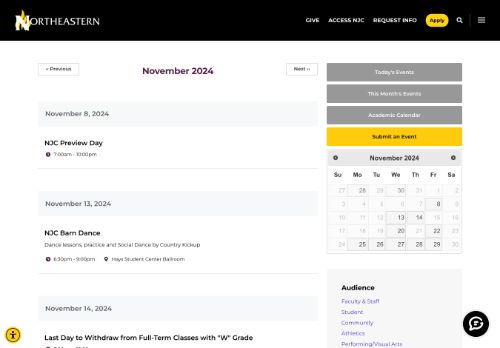 NORTHEASTERN
GIVE ACCESS NJC REQUEST INFO Apply
« Previous
November 2024
Next ››
November 8, 2024
NJC Preview Day
7:00am - 10:00pm
November 13, 2024
NJC Barn Dance
Dance lessons, practice and Social Dance by Country Kickup
6:30pm - 9:00pm Hays Student Center Ballroom
November 14, 2024
Last Day to Withdraw from Full-Term Classes with "W" Grade
Today's Events
This Month's Events
Academic Calendar
Submit an Event
November 2024
Su Mo Tu We Th Fr Sa
27 28 29 30 31 1 2
3 4 5 6 7 8 9
10 11 12 13 14 15 16
17 18 19 20 21 22 23
24 25 26 27 28 29 30
Audience
Faculty & Staff
Student
Community
Athletics
Performing/Visual Arts